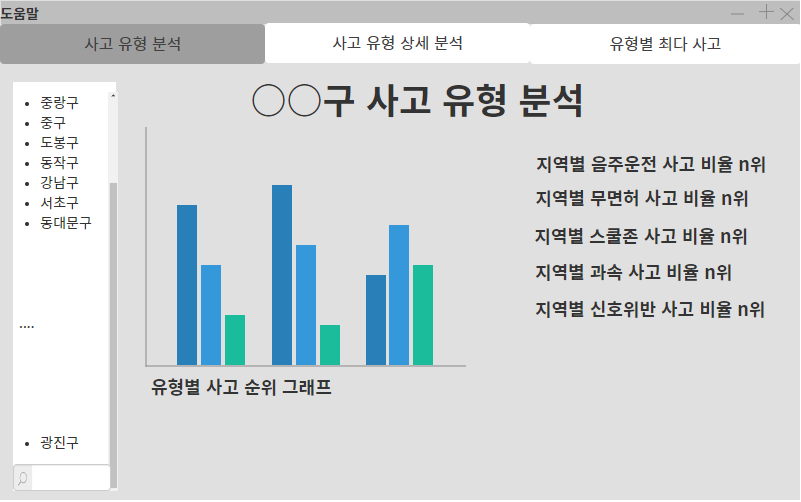 도움말
사고 유형 분석
사고 유형 상세 분석
유형별 최다 사고
중랑구
중구
도봉구
동작구
강남구
서초구
동대문구
....
광진구
○○구 사고 유형 분석
유형별 사고 순위 그래프
지역별 음주운전 사고 비율 n위
지역별 무면허 사고 비율 n위
지역별 스쿨존 사고 비율 n위
지역별 과속 사고 비율 n위
지역별 신호위반 사고 비율 n위